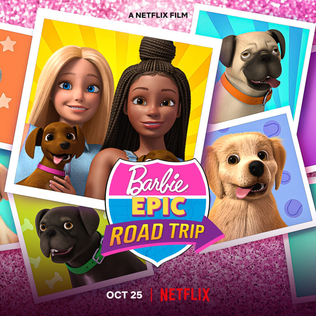 A NETFLIX FILM
Barbie
EPIC
ROAD TRIP
OCT 25 | NETFLIX